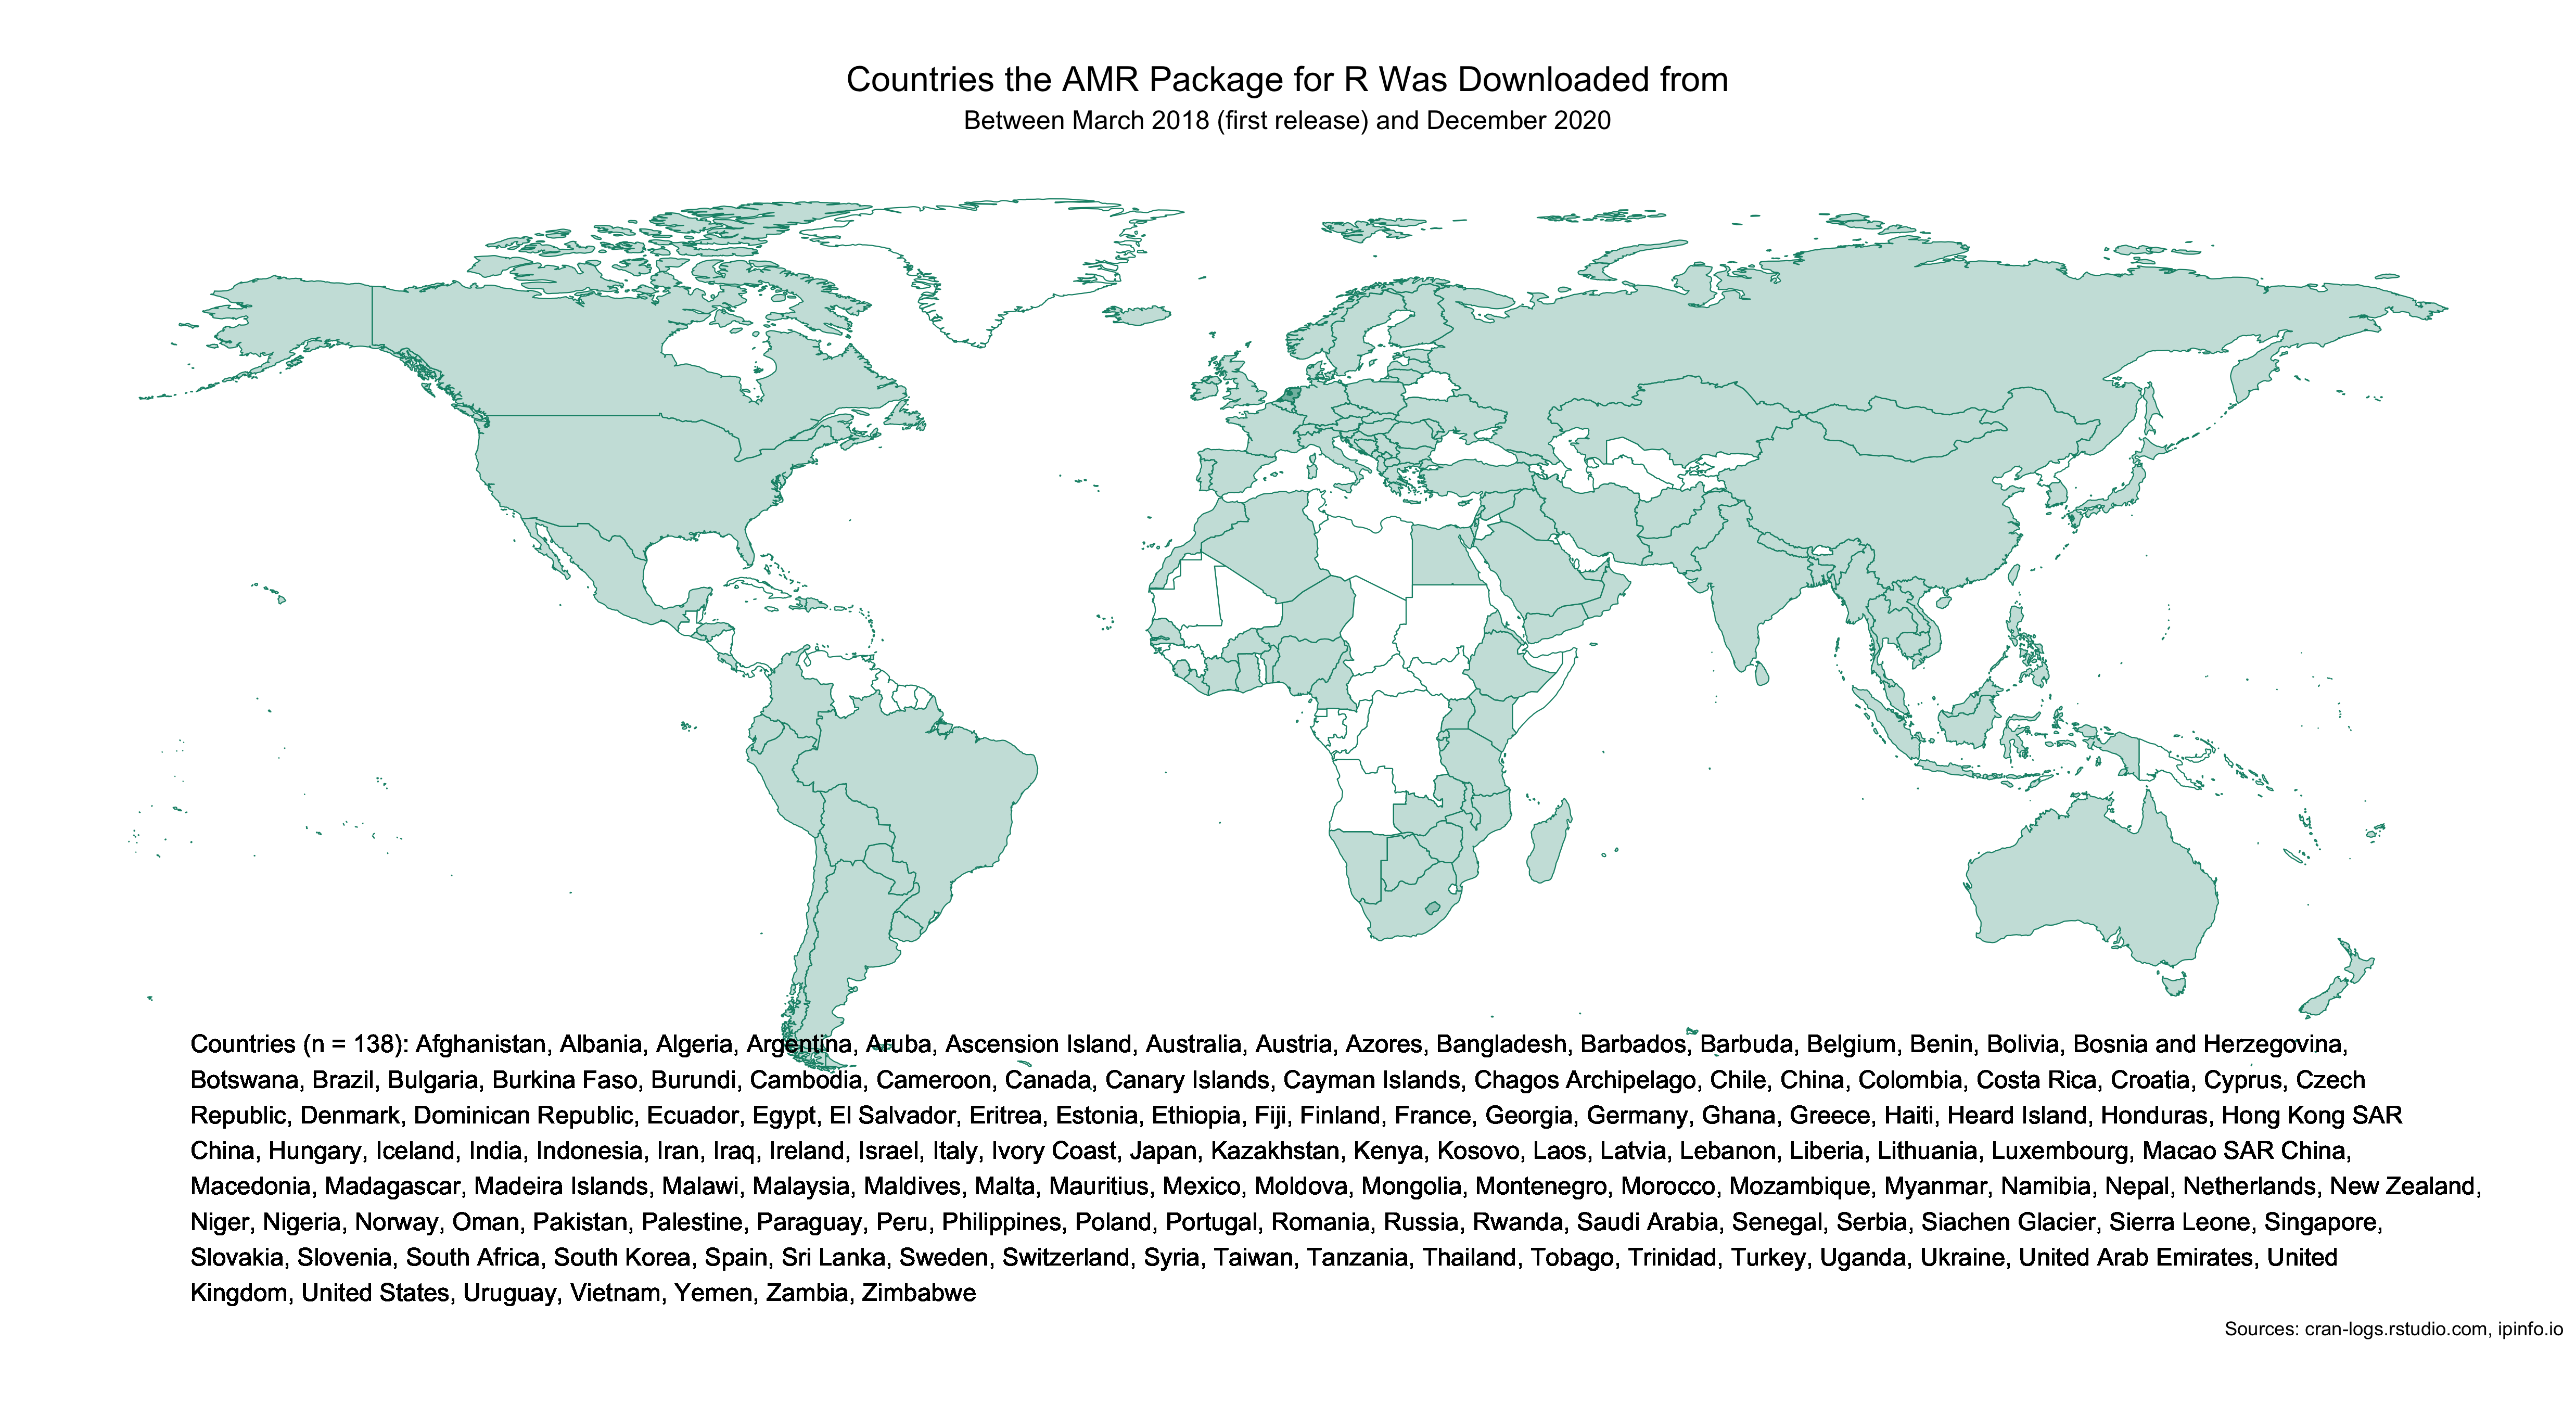 Countries the AMR Package for R Was Downloaded from
Between March 2018 (first release) and December 2020
Countries (n = 138): Afghanistan, Albania, Algeria, Argentina, Aruba, Ascension Island, Australia, Austria, Azores, Bangladesh, Barbados, Barbuda, Belgium, Benin, Bolivia, Bosnia and Herzegovina,
Botswana, Brazil, Bulgaria, Burkina Faso, Burundi, Cambodia, Cameroon, Canada, Canary Islands, Cayman Islands, Chagos Archipelago, Chile, China, Colombia, Costa Rica, Croatia, Cyprus, Czech
Republic, Denmark, Dominican Republic, Ecuador, Egypt, El Salvador, Eritrea, Estonia, Ethiopia, Fiji, Finland, France, Georgia, Germany, Ghana, Greece, Haiti, Heard Island, Honduras, Hong Kong SAR
China, Hungary, Iceland, India, Indonesia, Iran, Iraq, Ireland, Israel, Italy, Ivory Coast, Japan, Kazakhstan, Kenya, Kosovo, Laos, Latvia, Lebanon, Liberia, Lithuania, Luxembourg, Macao SAR China,
Macedonia, Madagascar, Madeira Islands, Malawi, Malaysia, Maldives, Malta, Mauritius, Mexico, Moldova, Mongolia, Montenegro, Morocco, Mozambique, Myanmar, Namibia, Nepal, Netherlands, New Zealand,
Niger, Nigeria, Norway, Oman, Pakistan, Palestine, Paraguay, Peru, Philippines, Poland, Portugal, Romania, Russia, Rwanda, Saudi Arabia, Senegal, Serbia, Siachen Glacier, Sierra Leone, Singapore,
Slovakia, Slovenia, South Africa, South Korea, Spain, Sri Lanka, Sweden, Switzerland, Syria, Taiwan, Tanzania, Thailand, Tobago, Trinidad, Turkey, Uganda, Ukraine, United Arab Emirates, United
Kingdom, United States, Uruguay, Vietnam, Yemen, Zambia, Zimbabwe
Sources: cran-logs.rstudio.com, ipinfo.io